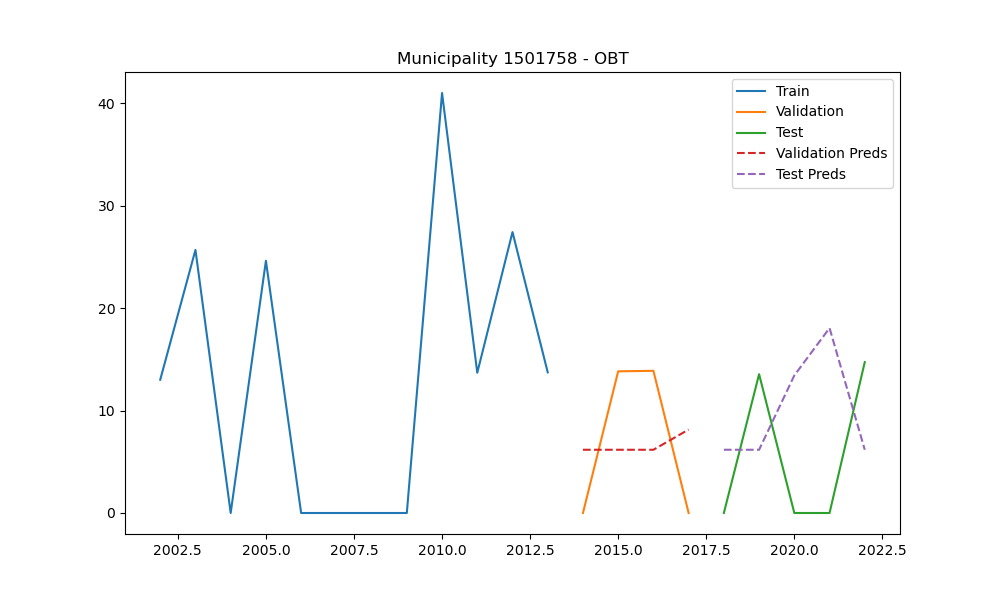 Municipality 1501758 - OBT
Train
Validation
Test
Validation Preds
Test Preds
40
30
20
10
0
2002.5 2005.0 2007.5 2010.0 2012.5 2015.0 2017.5 2020.0 2022.5